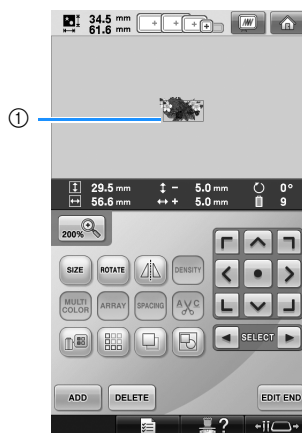 34.5 mm
61.6 mm
①
29.5 mm − 5.0 mm 0°
56.6 mm + 5.0 mm 9
200%
SIZE ROTATE DENSITY
MULTI COLOR ARRAY SPACING A C
SELECT
ADD DELETE EDIT END
?